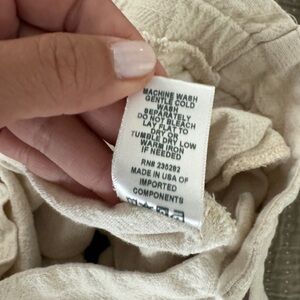 MACHINE WASH
GENTLE COLD
WASH
SEPARATELY
DO NOT BLEACH
LAY FLAT TO
DRY OR
TUMBLE DRY LOW
WARM IRON
IF NEEDED
RN# 235282
MADE IN USA OF
IMPORTED
COMPONENTS